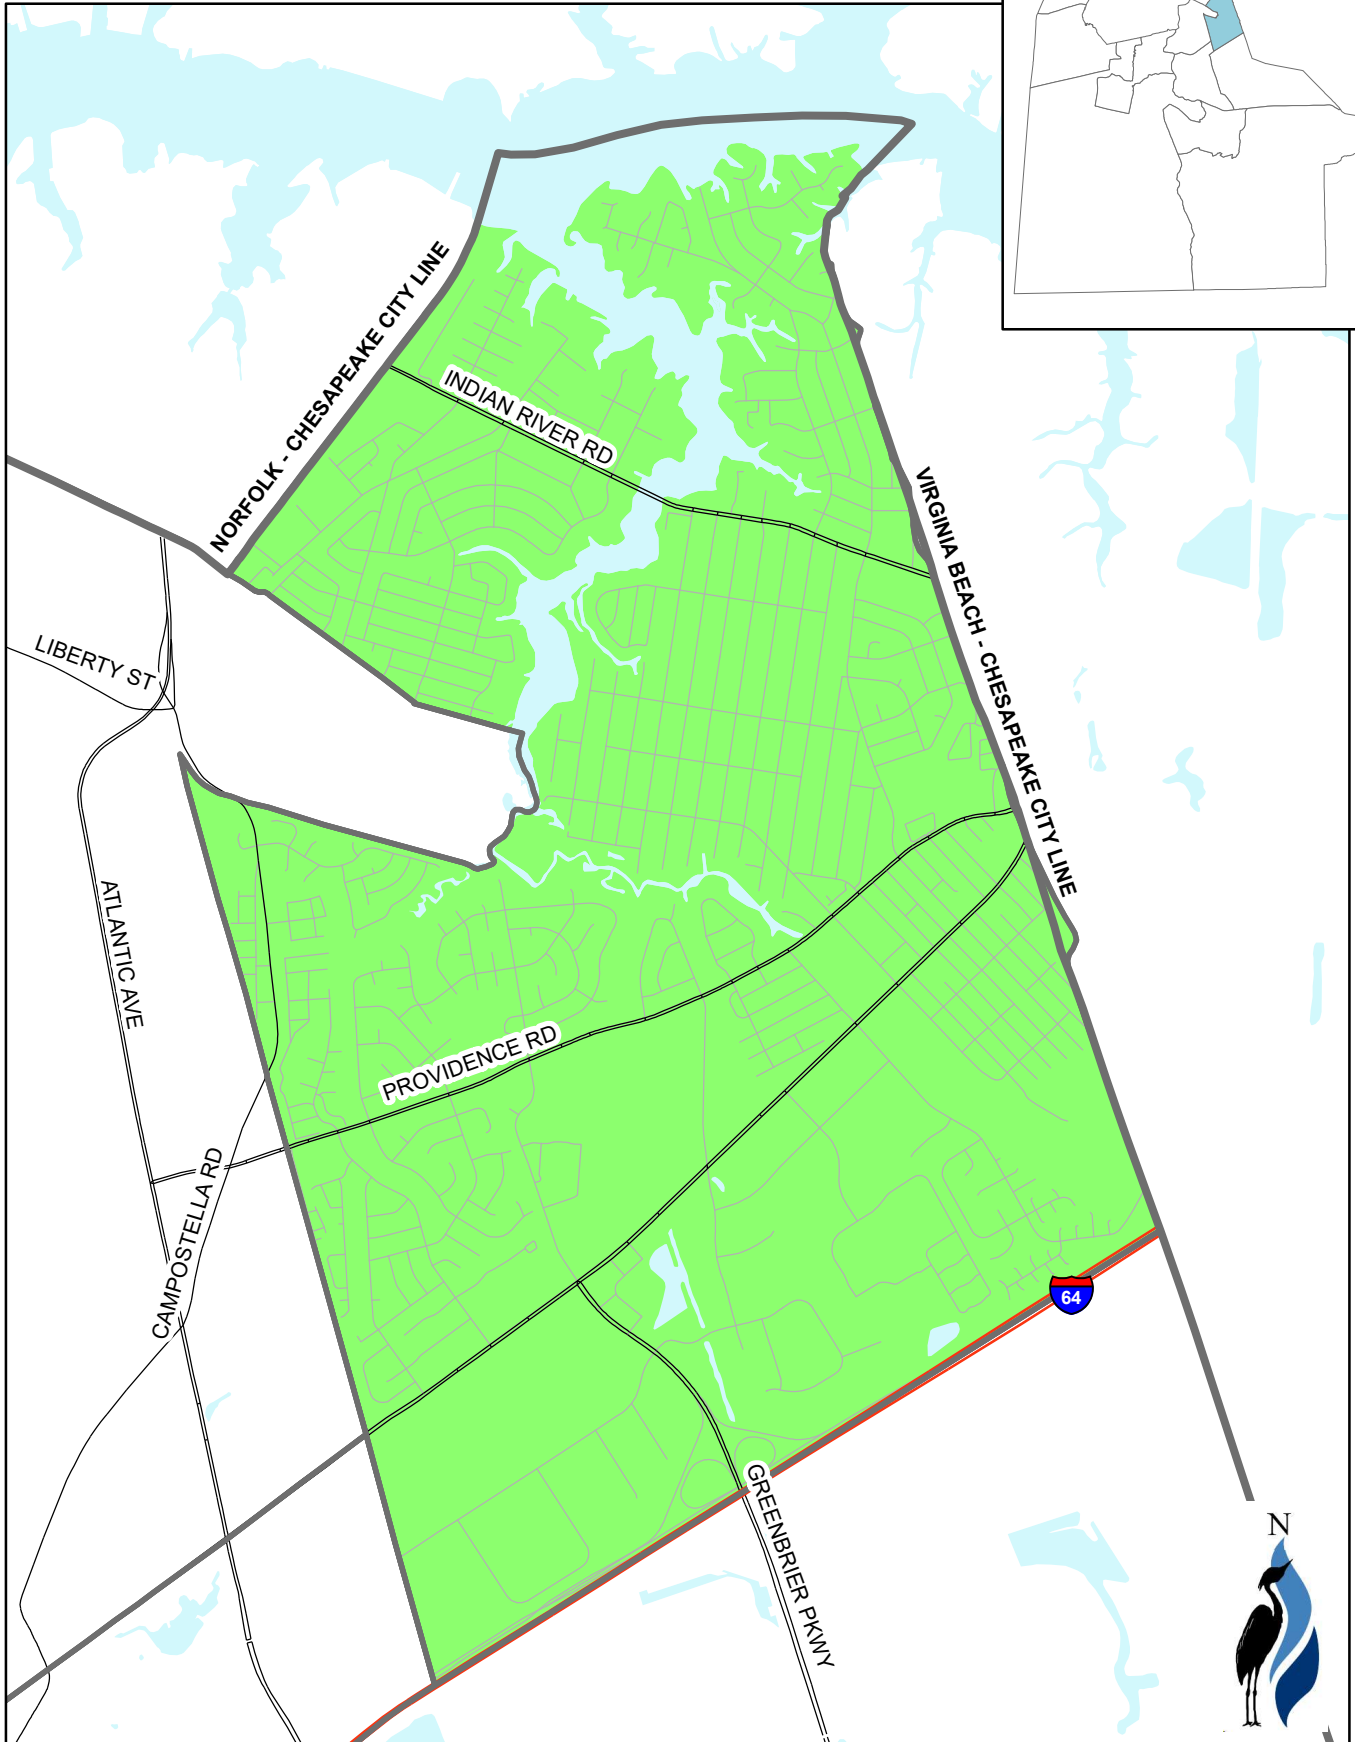 NORFOLK - CHESAPEAKE CITY LINE
INDIAN RIVER RD
VIRGINIA BEACH - CHESAPEAKE CITY LINE
LIBERTY ST
ATLANTIC AVE
PROVIDENCE RD
CAMPOSTELLA RD
64
GREENBRIER PKWY
N